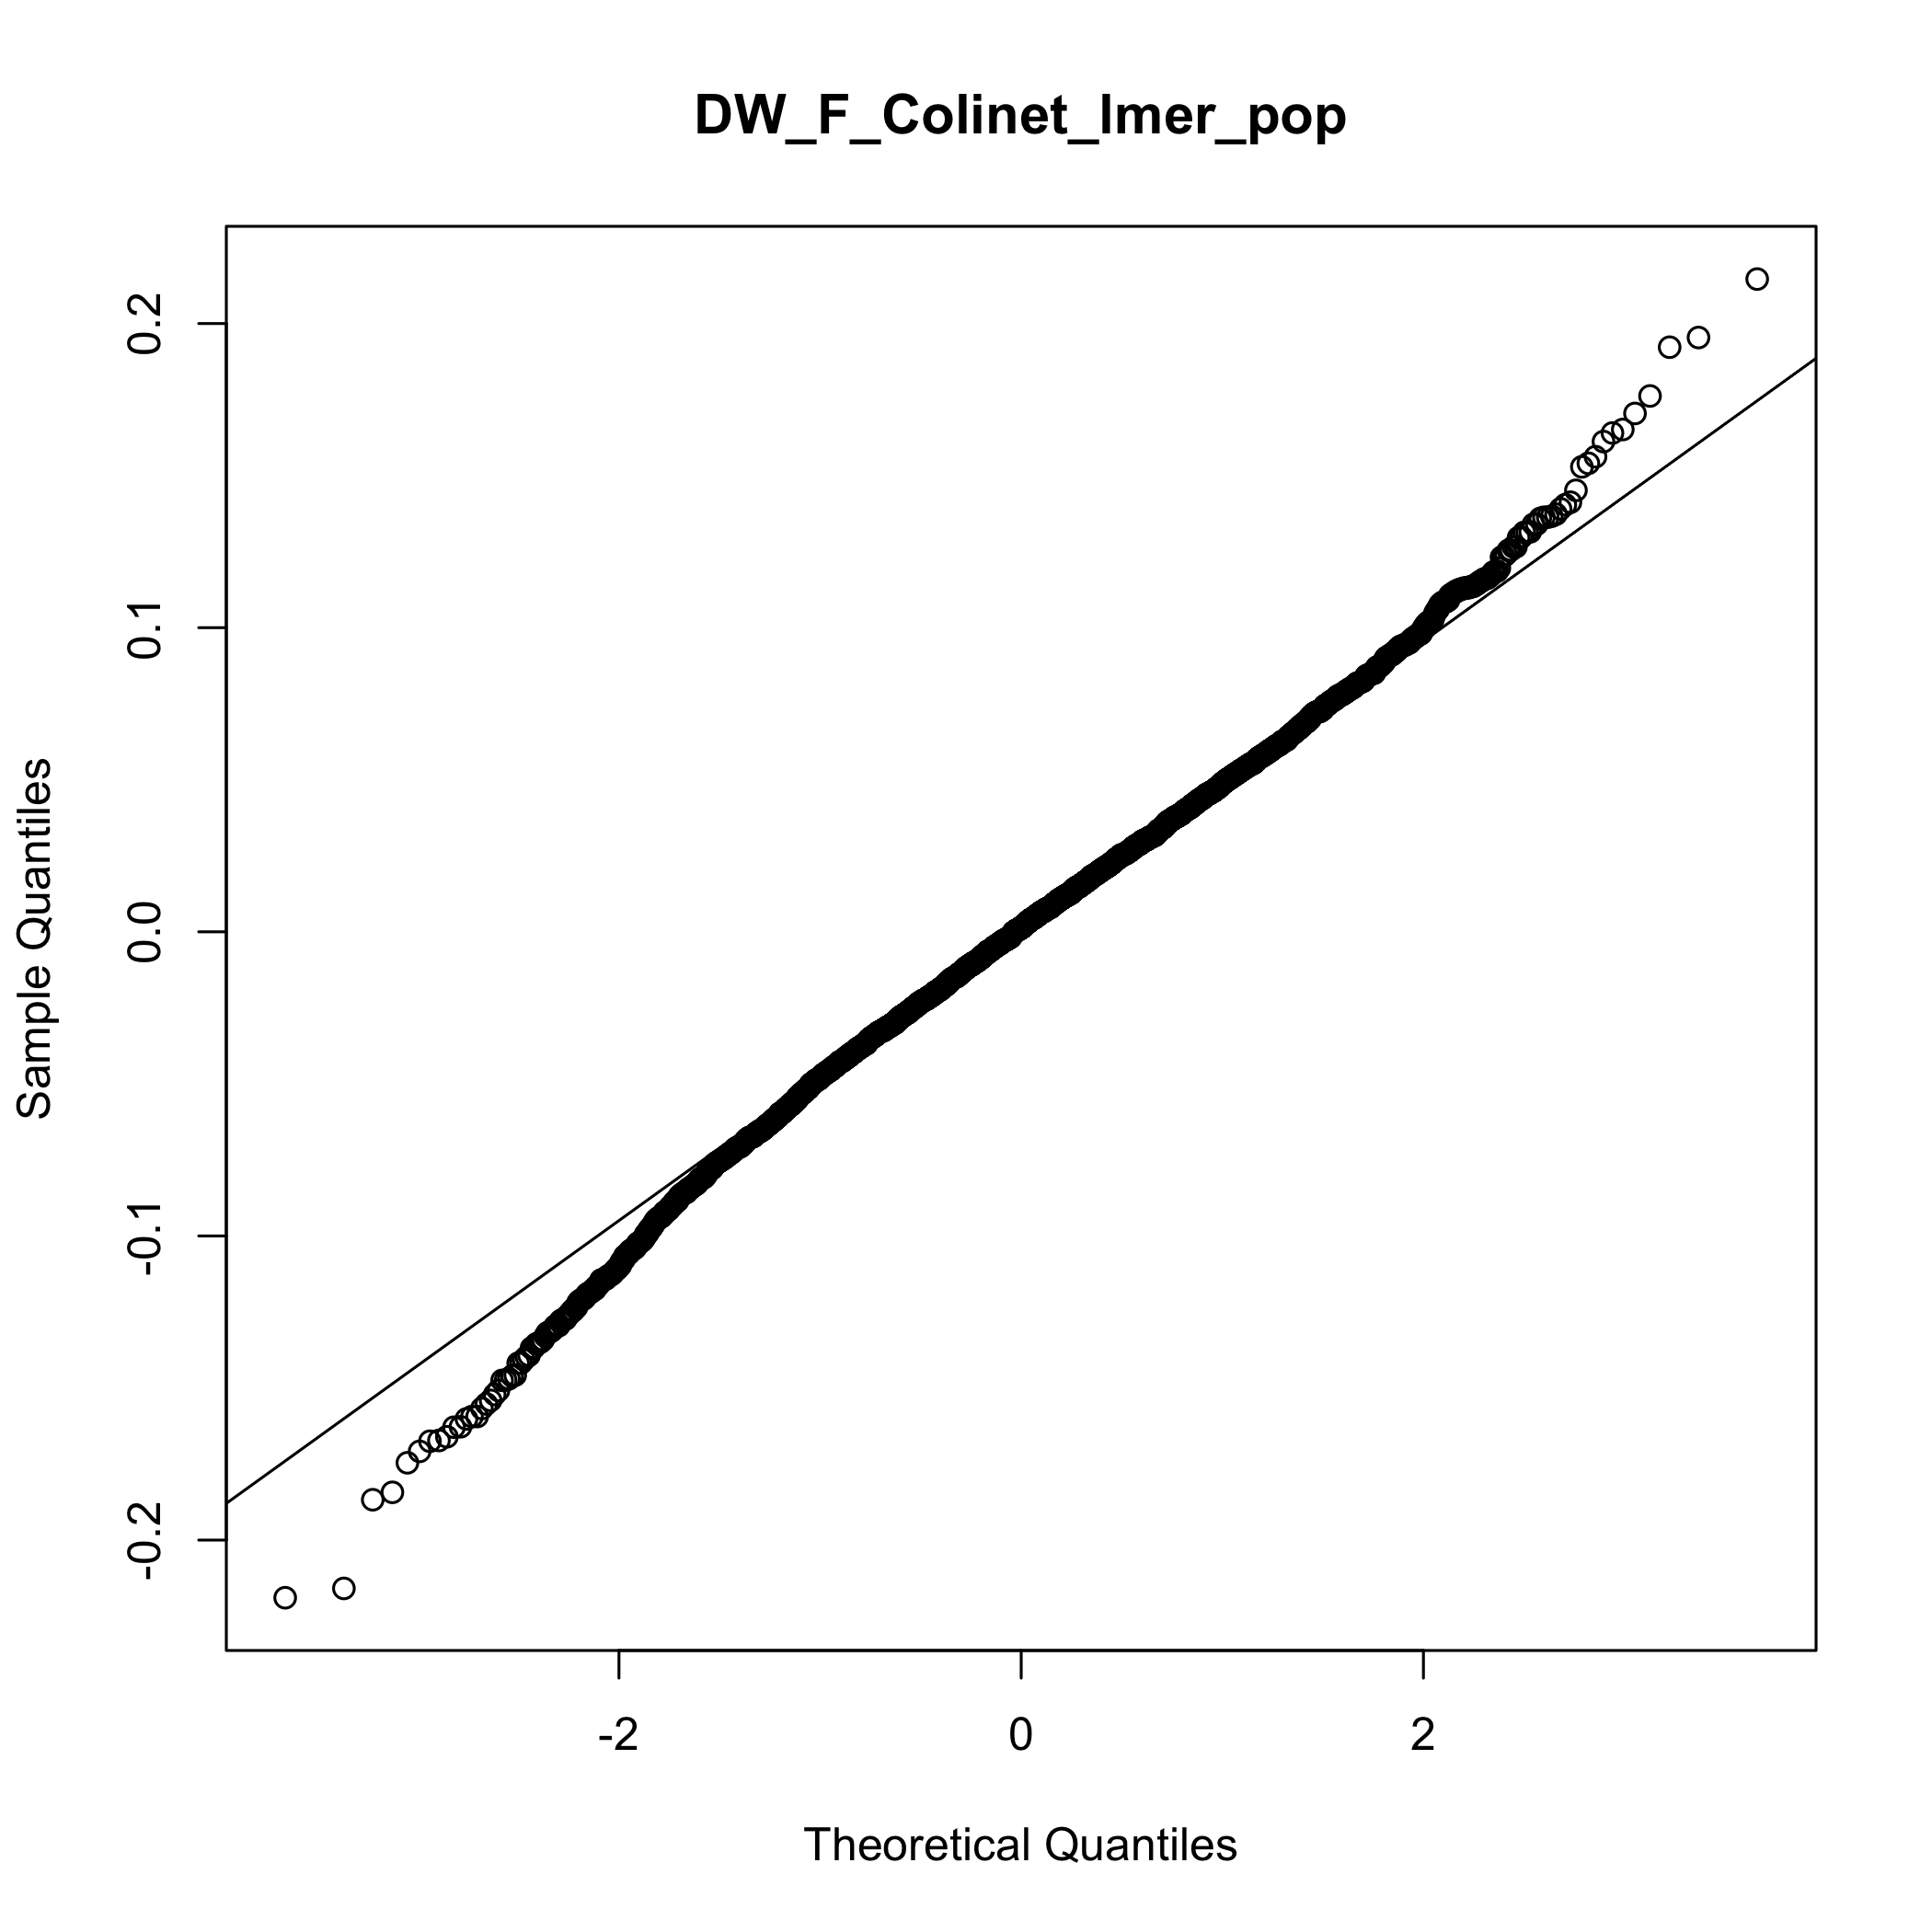 DW_F_Colinet_lmer_pop
Sample Quantiles
0.2
0.1
0.0
-0.1
-0.2
-2 0 2
Theoretical Quantiles